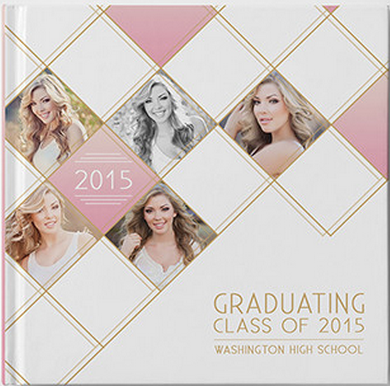 2015
GRADUATING
CLASS OF 2015
WASHINGTON HIGH SCHOOL